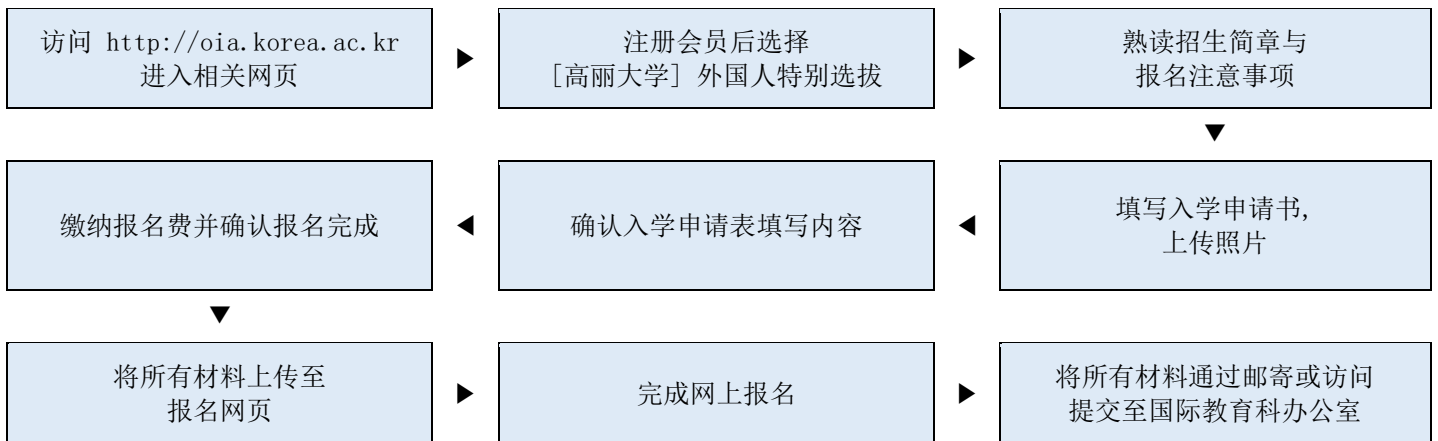 访问 http://oia.korea.ac.kr
进入相关网页
▶
注册会员后选择
[高丽大学] 外国人特别选拔
▶
熟读招生简章与
报名注意事项
▼
填写入学申请书,
上传照片
◀
确认入学申请表填写内容
◀
缴纳报名费并确认报名完成
▼
将所有材料上传至
报名网页
▶
完成网上报名
▶
将所有材料通过邮寄或访问
提交至国际教育科办公室